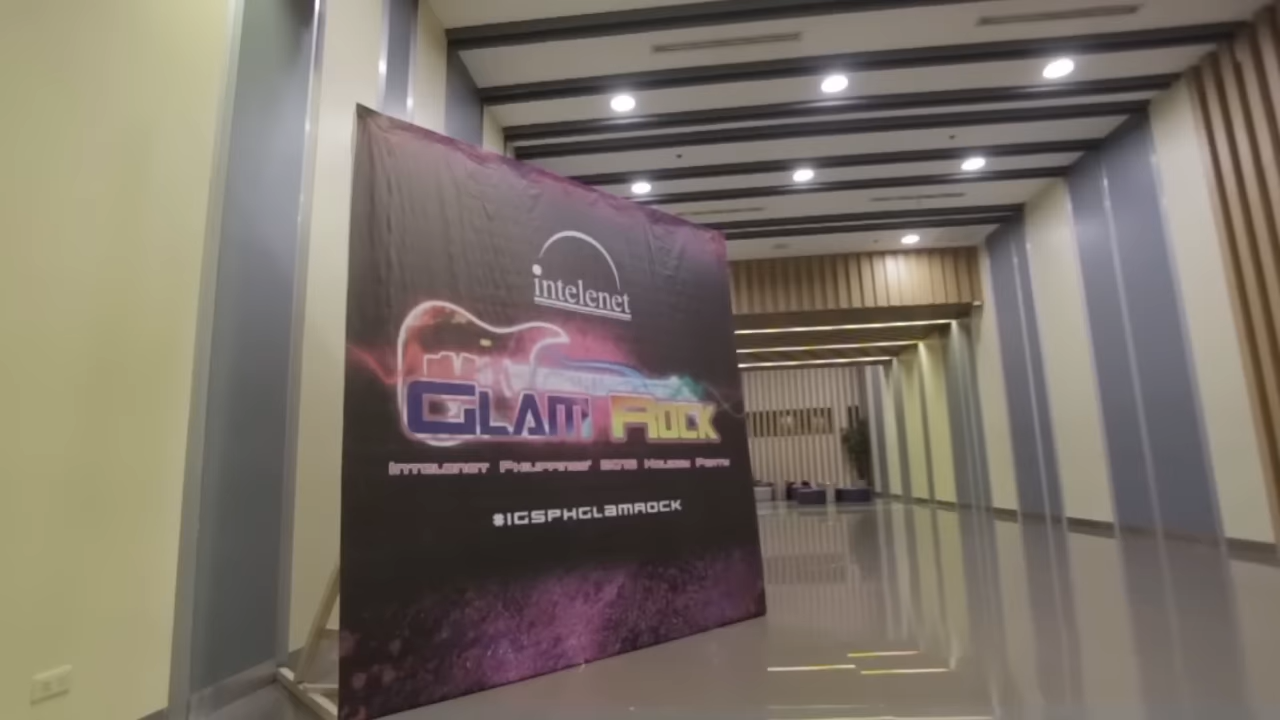 intelenet
GLAM ROCK
INTELENET PHILIPPINES' HOLIDAY PARTY
#IGSPHGLAMROCK